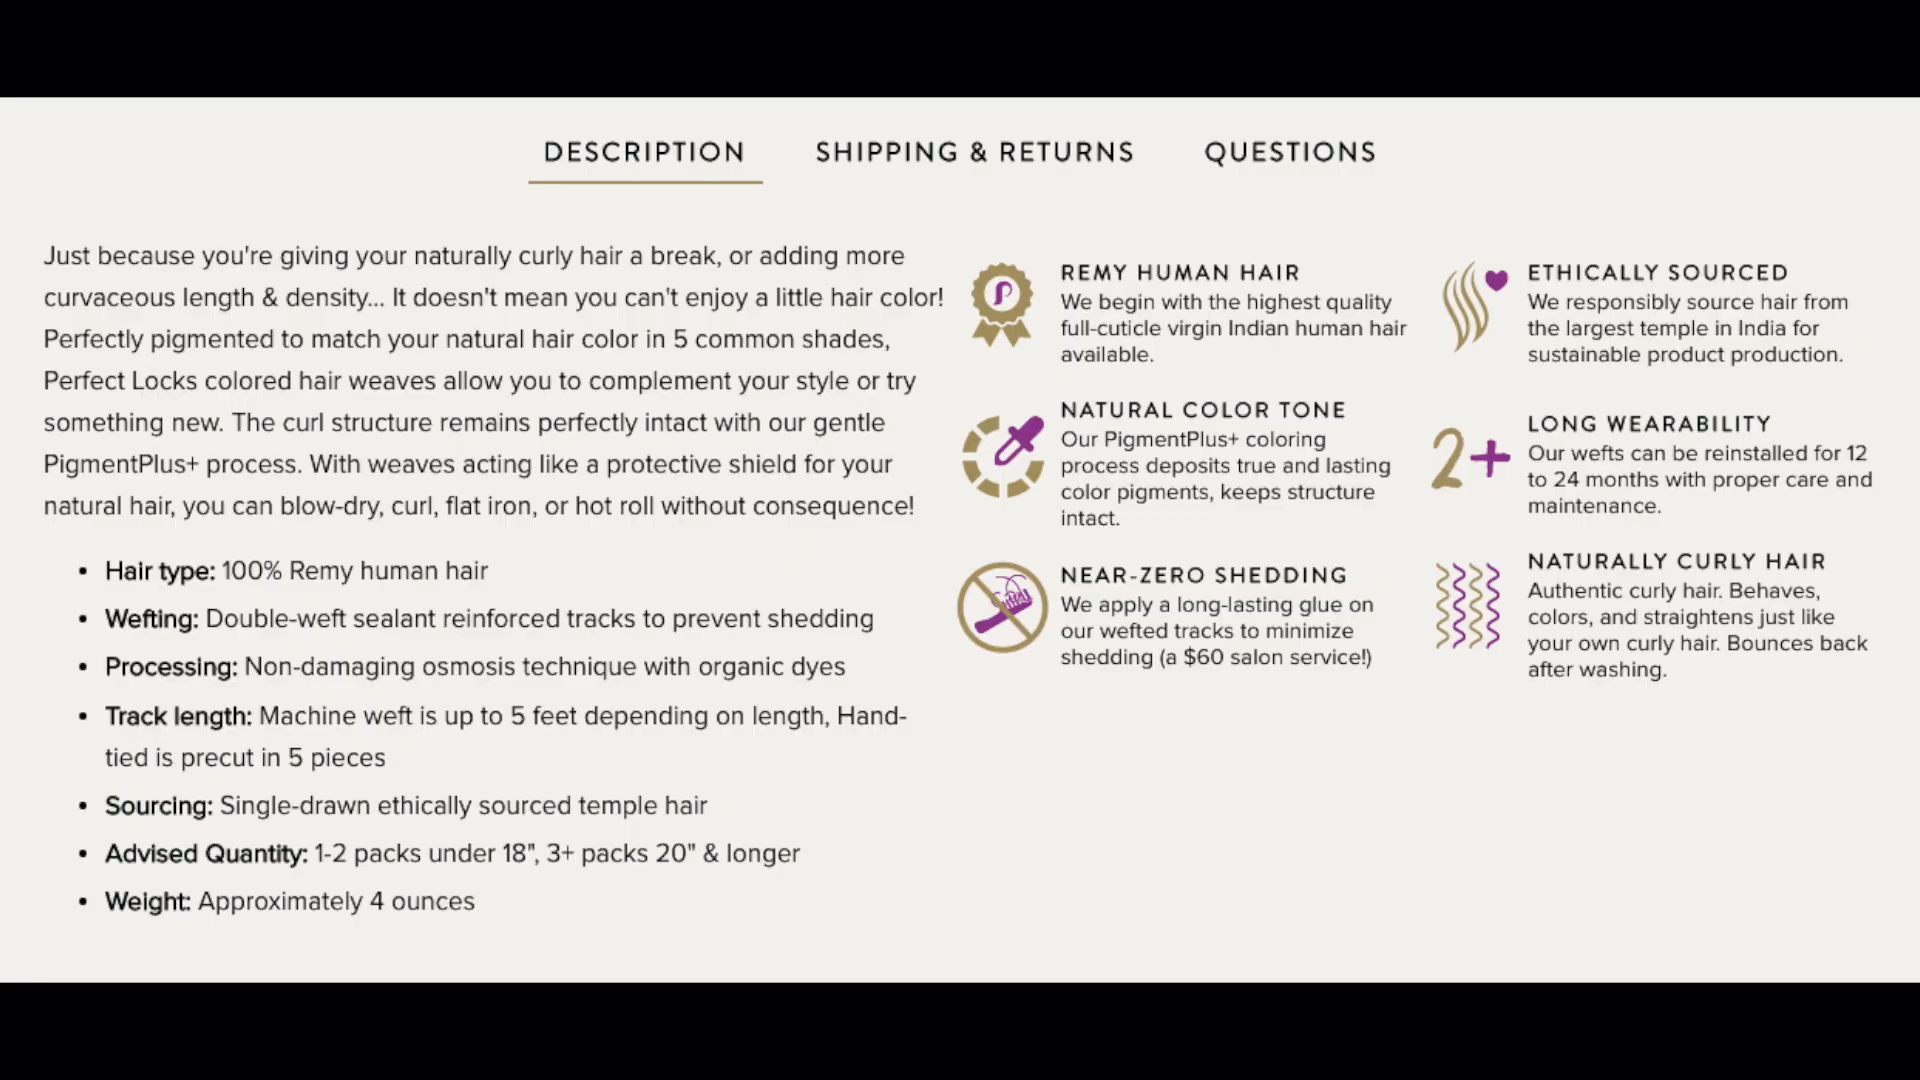 DESCRIPTION
SHIPPING & RETURNS
QUESTIONS
Just because you're giving your naturally curly hair a break, or adding more
curvaceous length & density... It doesn't mean you can't enjoy a little hair color!
Perfectly pigmented to match your natural hair color in 5 common shades,
Perfect Locks colored hair weaves allow you to complement your style or try
something new. The curl structure remains perfectly intact with our gentle
PigmentPlus+ process. With weaves acting like a protective shield for your
natural hair, you can blow-dry, curl, flat iron, or hot roll without consequence!
• Hair type: 100% Remy human hair
• Wefting: Double-weft sealant reinforced tracks to prevent shedding
• Processing: Non-damaging osmosis technique with organic dyes
• Track length: Machine weft is up to 5 feet depending on length, Hand-
tied is precut in 5 pieces
• Sourcing: Single-drawn ethically sourced temple hair
• Advised Quantity: 1-2 packs under 18", 3+ packs 20" & longer
• Weight: Approximately 4 ounces
REMY HUMAN HAIR
We begin with the highest quality
full-cuticle virgin Indian human hair
available.
NATURAL COLOR TONE
Our PigmentPlus+ coloring
process deposits true and lasting
color pigments, keeps structure
intact.
NEAR-ZERO SHEDDING
We apply a long-lasting glue on
our wefted tracks to minimize
shedding (a $60 salon service!)
ETHICALLY SOURCED
We responsibly source hair from
the largest temple in India for
sustainable product production.
2+
LONG WEARABILITY
Our wefts can be reinstalled for 12
to 24 months with proper care and
maintenance.
NATURALLY CURLY HAIR
Authentic curly hair. Behaves,
colors, and straightens just like
your own curly hair. Bounces back
after washing.